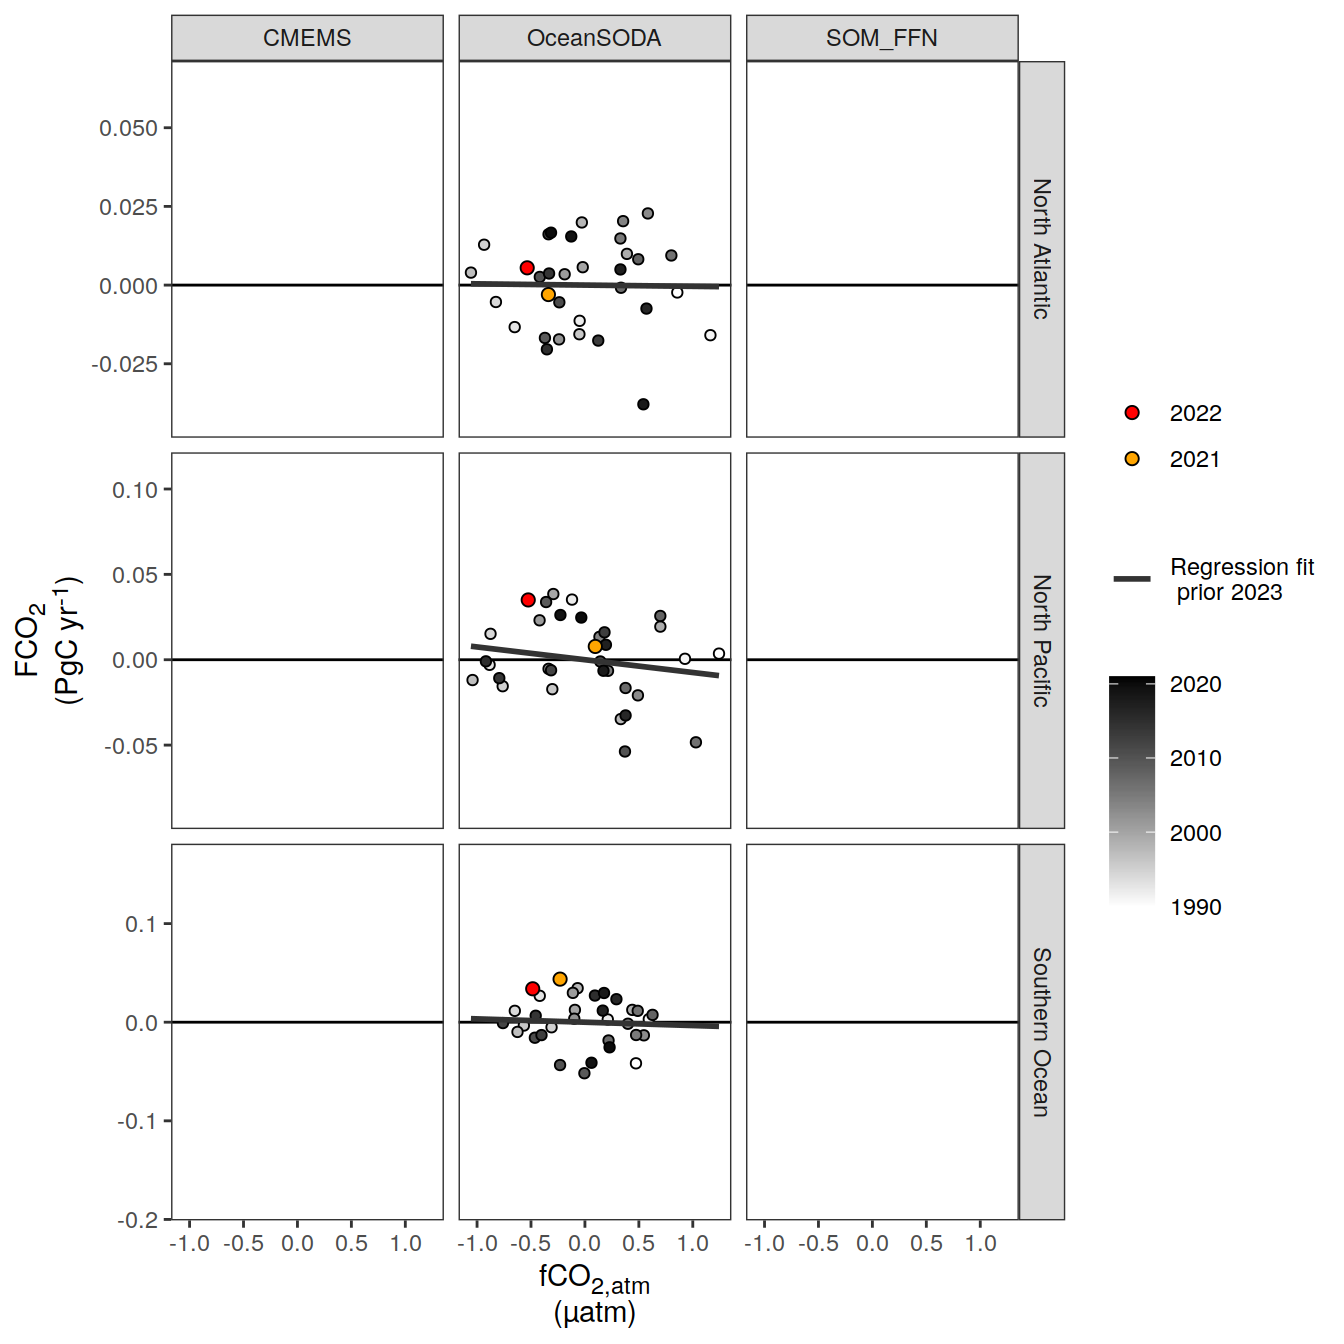 CMEMS OceanSODA SOM_FFN
0.050
0.025
0.000
-0.025
North Atlantic
0.10
0.05
0.00
-0.05
North Pacific
0.1
0.0
-0.1
-0.2
Southern Ocean
-1.0 -0.5 0.0 0.5 1.0 -1.0 -0.5 0.0 0.5 1.0 -1.0 -0.5 0.0 0.5 1.0
fCO2,atm
(µatm)
FCO2
(PgC yr-1)
2022
2021
Regression fit
prior 2023
2020
2010
2000
1990